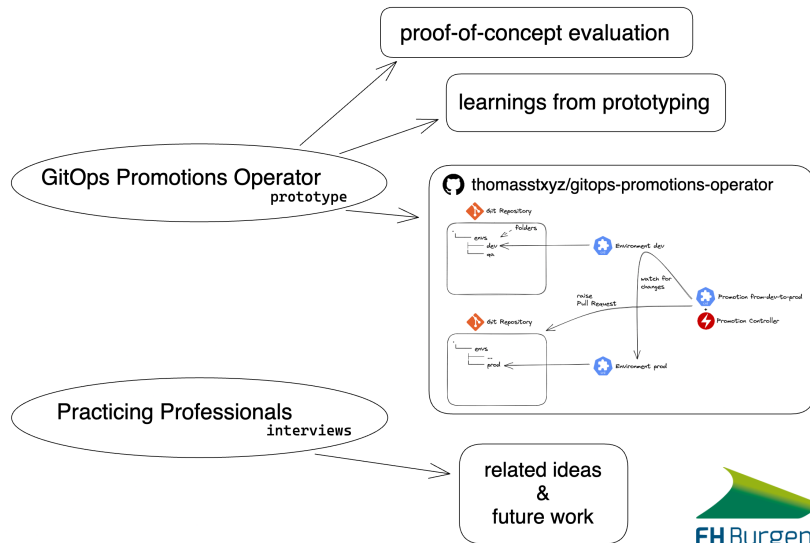 proof-of-concept evaluation
learnings from prototyping
GitOps Promotions Operator
prototype
thomasstxyz/gitops-promotions-operator
Git Repository
folders
envs
dev
qa
Environment dev
watch for
changes
raise
Pull Request
Promotion from-dev-to-prod
Promotion Controller
Git Repository
envs
...
prod
Environment prod
Practicing Professionals
interviews
related ideas
&
future work
FH Burgen